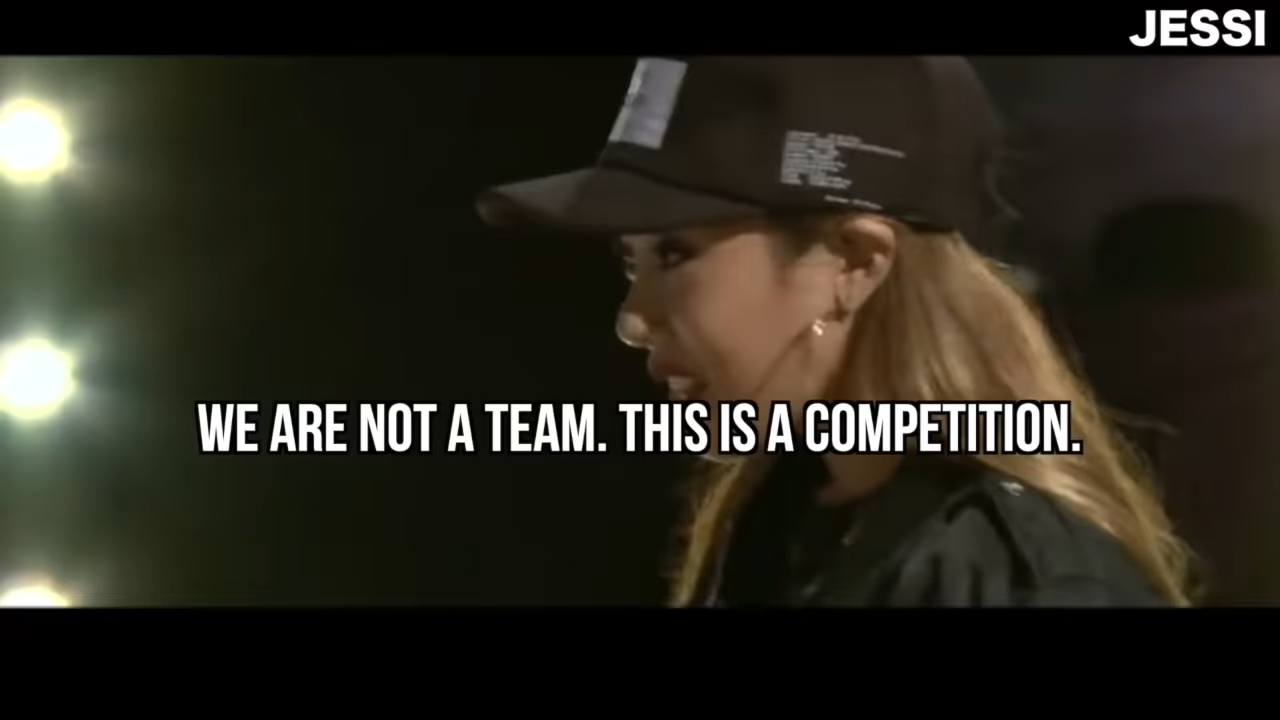 JESSI
WE ARE NOT A TEAM. THIS IS A COMPETITION.